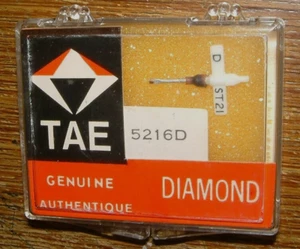 D
ST21
TAE
5216D
GENUINE
DIAMOND
AUTHENTIQUE